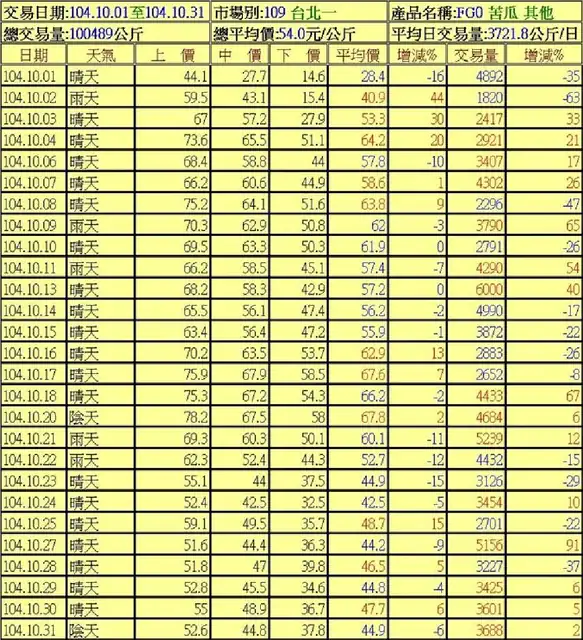 交易日期:104.10.01至104.10.31 市場別:109 台北一 產品名稱:FG0 苦瓜 其他
總交易量:100489公斤 總平均價:54.0元/公斤 平均日交易量:3721.8公斤/日
日期 天氣 上 價 中 價 下 價 平均價 增減% 交易量 增減%
104.10.01 晴天 44.1 27.7 14.6 28.4 -16 4892 -35
104.10.02 雨天 59.5 43.1 15.4 40.9 44 1820 -63
104.10.03 晴天 67 57.2 27.9 53.3 30 2417 33
104.10.04 晴天 73.6 65.5 51.1 64.2 20 2921 21
104.10.06 晴天 68.4 58.8 44 57.8 -10 3407 17
104.10.07 晴天 66.2 60.6 44.9 58.6 1 4302 26
104.10.08 晴天 75.2 64.1 51.6 63.8 9 2296 -47
104.10.09 雨天 70.3 62.9 50.8 62 -3 3790 65
104.10.10 晴天 69.5 63.3 50.3 61.9 0 2791 -26
104.10.11 雨天 66.2 58.5 45.1 57.4 -7 4290 54
104.10.13 晴天 68.2 58.3 42.9 57.2 0 6000 40
104.10.14 晴天 65.5 56.1 47.4 56.2 -2 4990 -17
104.10.15 晴天 63.4 56.4 47.2 55.9 -1 3872 -22
104.10.16 晴天 70.2 63.5 53.7 62.9 13 2883 -26
104.10.17 晴天 75.9 67.9 58.5 67.6 7 2652 -8
104.10.18 晴天 75.3 67.2 54.3 66.2 -2 4433 67
104.10.20 陰天 78.2 67.5 58 67.8 2 4684 6
104.10.21 雨天 69.3 60.3 50.1 60.1 -11 5239 12
104.10.22 雨天 62.3 52.4 44.3 52.7 -12 4432 -15
104.10.23 晴天 55.1 44 37.5 44.9 -15 3126 -29
104.10.24 晴天 52.4 42.5 32.5 42.5 -5 3454 10
104.10.25 晴天 59.1 49.5 35.7 48.7 15 2701 -22
104.10.27 晴天 51.6 44.4 36.3 44.2 -9 5156 91
104.10.28 晴天 51.8 47 39.8 46.5 5 3227 -37
104.10.29 晴天 52.8 45.5 34.6 44.8 -4 3425 6
104.10.30 晴天 55 48.9 36.7 47.7 6 3601 5
104.10.31 陰天 52.6 44.8 37.8 44.9 -6 3688 2